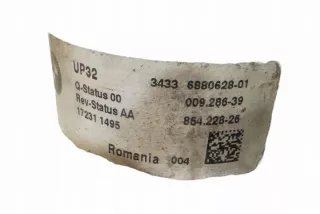 UP32
Q-Status 00
Rev-Status AA
17231 1495
3433 6880628-01
009.286-39
864.228-26
Romania 004